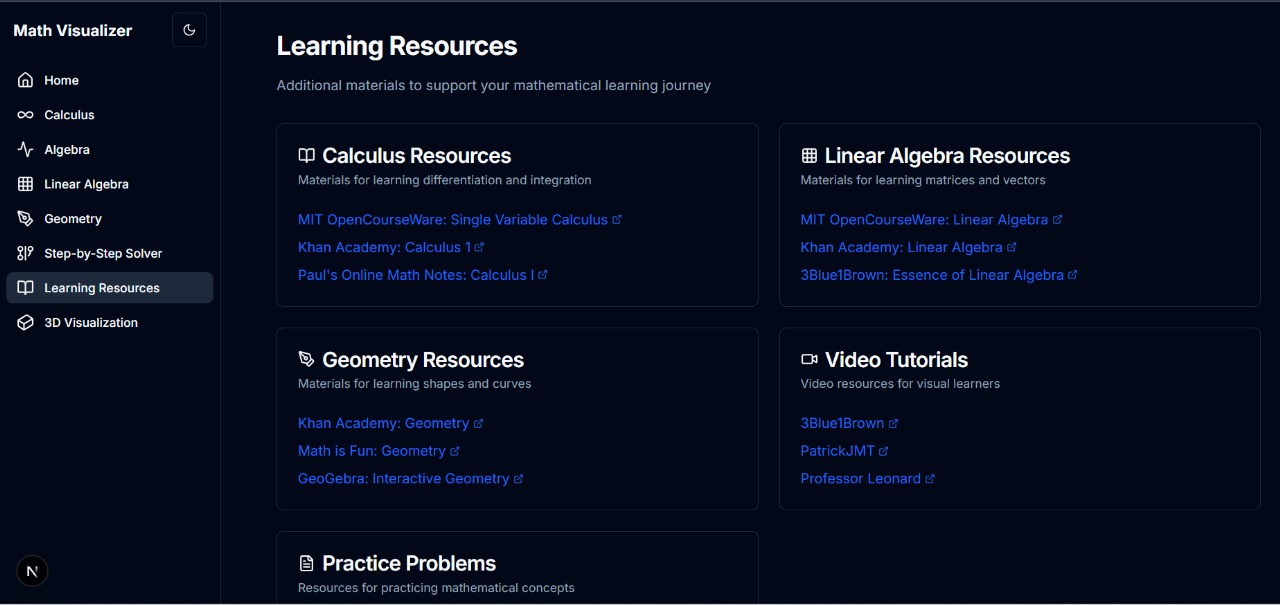 Math Visualizer
Home
Calculus
Algebra
Linear Algebra
Geometry
Step-by-Step Solver
Learning Resources
3D Visualization
N
Learning Resources
Additional materials to support your mathematical learning journey
Calculus Resources
Materials for learning differentiation and integration
MIT OpenCourseWare: Single Variable Calculus
Khan Academy: Calculus 1
Paul's Online Math Notes: Calculus I
Linear Algebra Resources
Materials for learning matrices and vectors
MIT OpenCourseWare: Linear Algebra
Khan Academy: Linear Algebra
3Blue1Brown: Essence of Linear Algebra
Geometry Resources
Materials for learning shapes and curves
Khan Academy: Geometry
Math is Fun: Geometry
GeoGebra: Interactive Geometry
Video Tutorials
Video resources for visual learners
3Blue1Brown
PatrickJMT
Professor Leonard
Practice Problems
Resources for practicing mathematical concepts